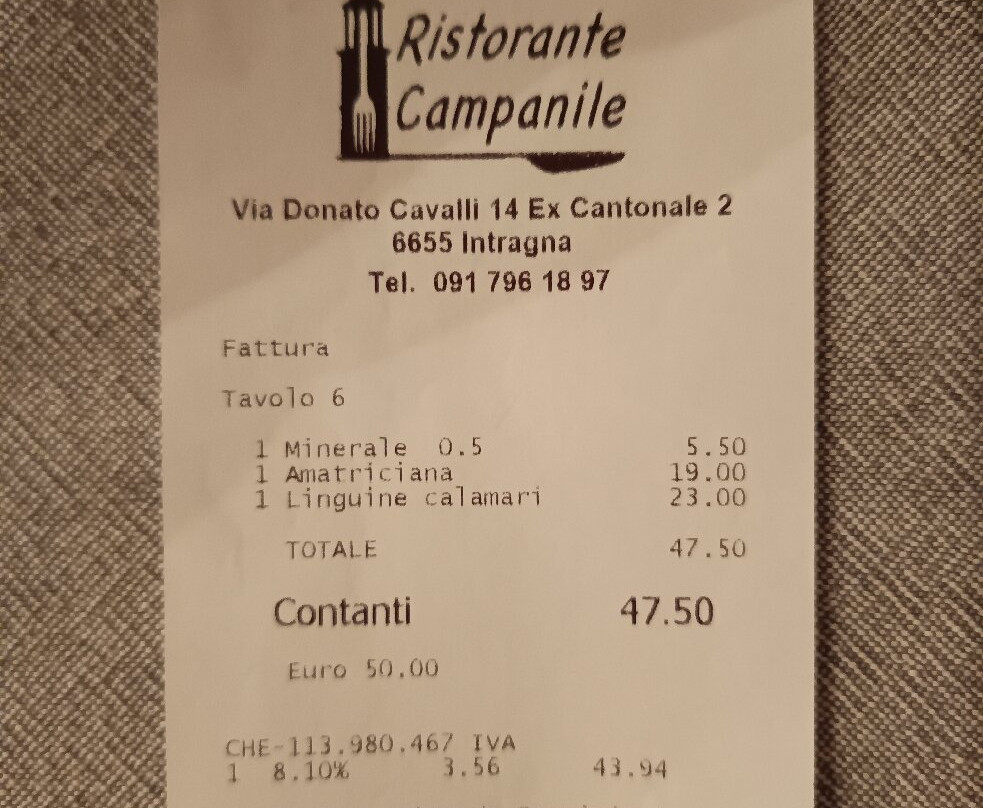 Ristorante
Campanile
Via Donato Cavalli 14 Ex Cantonale 2
6655 Intragna
Tel. 091 796 18 97
Fattura
Tavolo 6
1 Minerale 0.5 5.50
1 Amatriciana 19.00
1 Linguine calamari 23.00
TOTALE 47.50
Contanti 47.50
Euro 50.00
CHE-113.980.467 IVA
1 8.10% 3.56 43.94